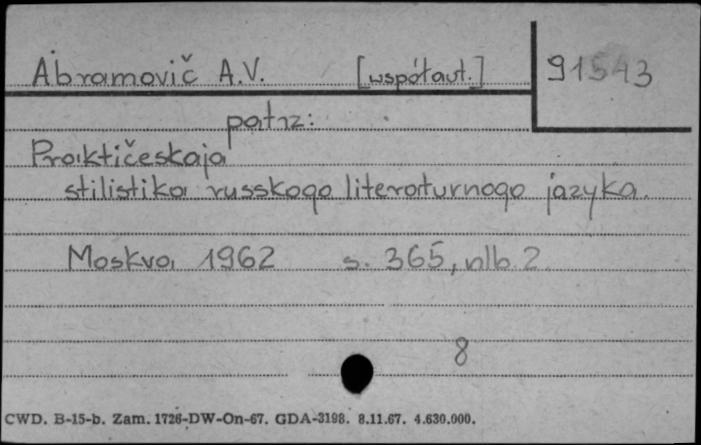 Abramovič A.V. [współaut.] 91543
patrz:
Praktičeskaja
stilistika russkogo literaturnogo jazyka.
Moskva, 1962 s. 365, nlb. 2.
8
CWD. B-15-b. Zam. 1726-DW-On-67. GDA-3198. 8.11.67. 4.630.000.